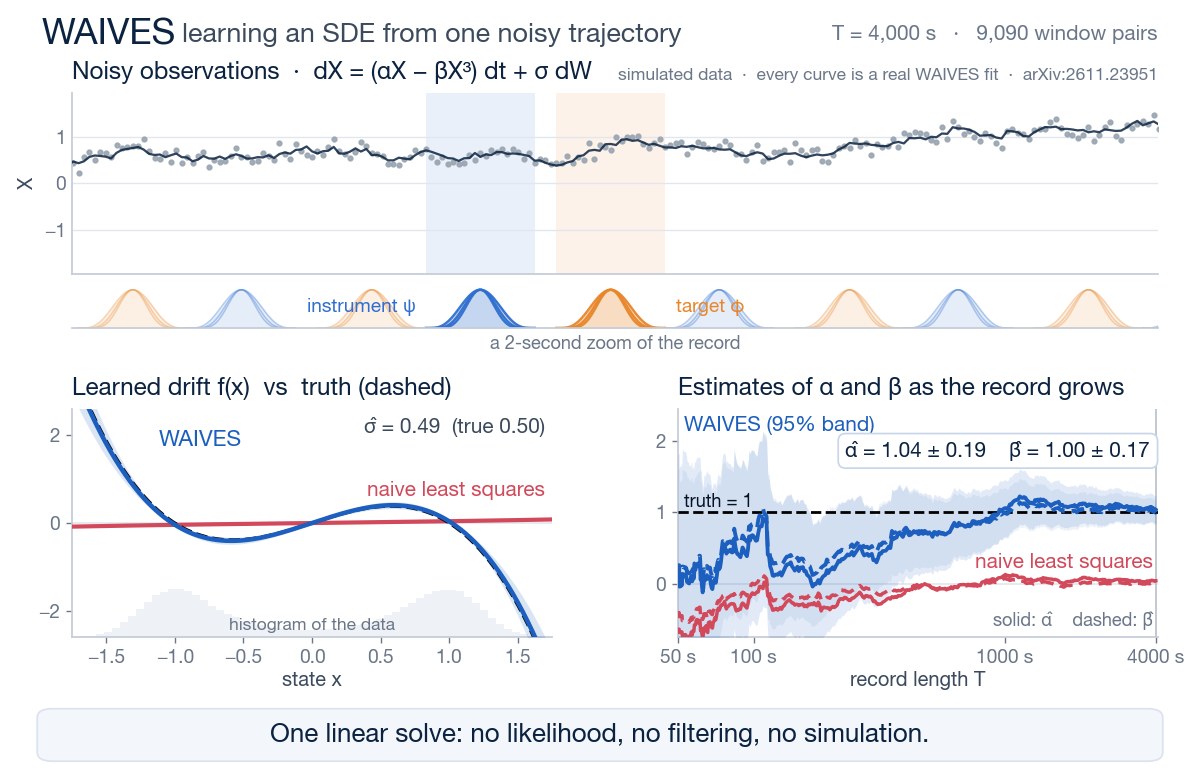 WAIVES learning an SDE from one noisy trajectory
T = 4,000 s · 9,090 window pairs
Noisy observations · dX = (αX − βX³) dt + σ dW
simulated data · every curve is a real WAIVES fit · arXiv:2611.23951
X
1
0
−1
instrument ψ
target ϕ
a 2-second zoom of the record
Learned drift f(x) vs truth (dashed)
2
0
−2
WAIVES
σ̂ = 0.49 (true 0.50)
naive least squares
histogram of the data
−1.5 −1.0 −0.5 0.0 0.5 1.0 1.5
state x
Estimates of α and β as the record grows
2
1
0
WAIVES (95% band)
α̂ = 1.04 ± 0.19 β̂ = 1.00 ± 0.17
truth = 1
naive least squares
solid: α̂ dashed: β̂
50 s 100 s 1000 s 4000 s
record length T
One linear solve: no likelihood, no filtering, no simulation.